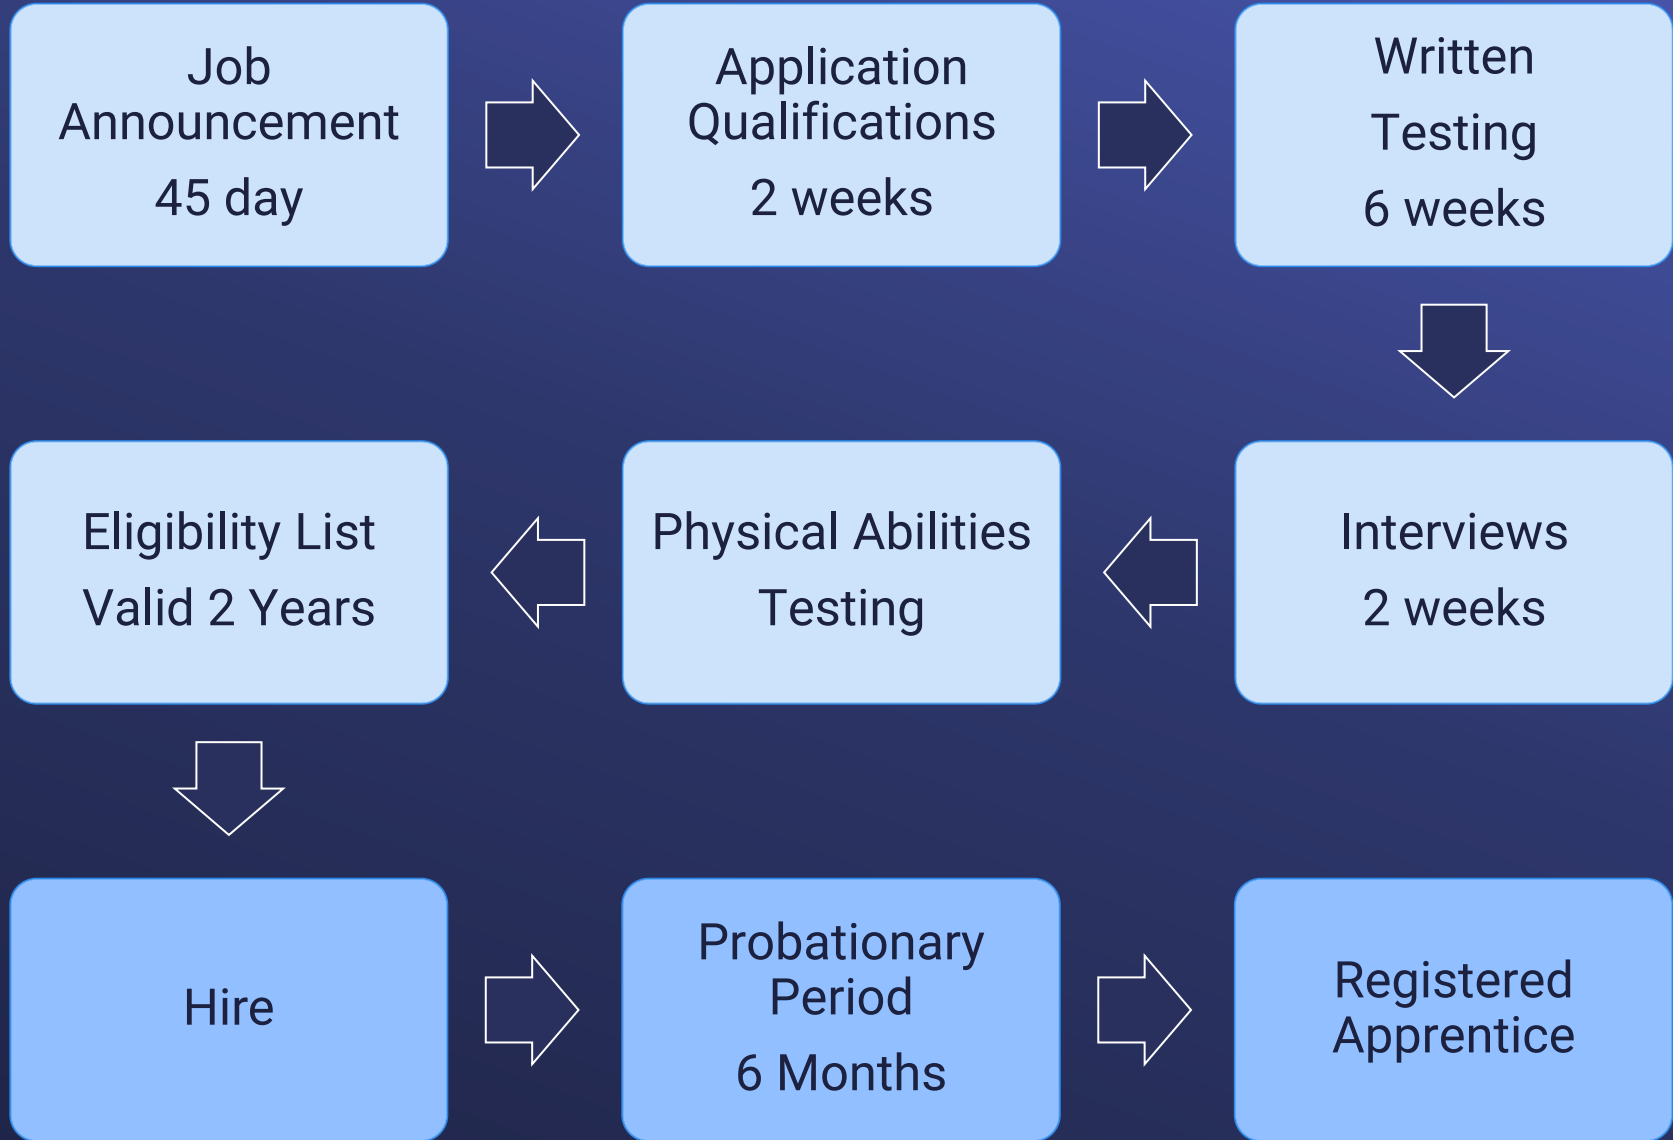 Job
Announcement
45 day
Application
Qualifications
2 weeks
Written
Testing
6 weeks
Interviews
2 weeks
Physical Abilities
Testing
Eligibility List
Valid 2 Years
Hire
Probationary
Period
6 Months
Registered
Apprentice